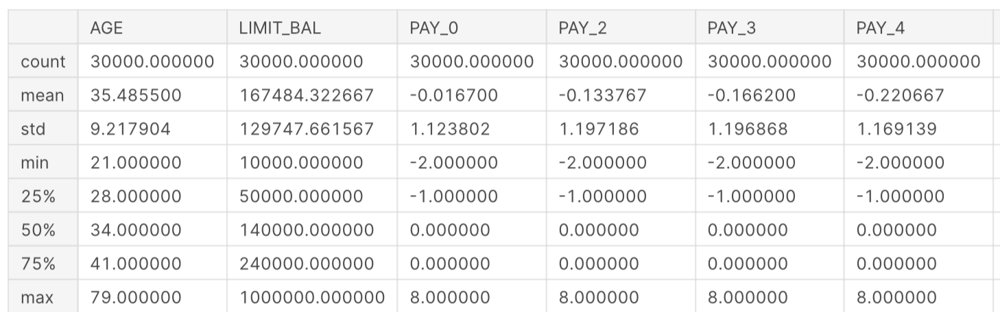 AGE LIMIT_BAL PAY_0 PAY_2 PAY_3 PAY_4
count 30000.000000 30000.000000 30000.000000 30000.000000 30000.000000 30000.000000
mean 35.485500 167484.322667 -0.016700 -0.133767 -0.166200 -0.220667
std 9.217904 129747.661567 1.123802 1.197186 1.196868 1.169139
min 21.000000 10000.000000 -2.000000 -2.000000 -2.000000 -2.000000
25% 28.000000 50000.000000 -1.000000 -1.000000 -1.000000 -1.000000
50% 34.000000 140000.000000 0.000000 0.000000 0.000000 0.000000
75% 41.000000 240000.000000 0.000000 0.000000 0.000000 0.000000
max 79.000000 1000000.000000 8.000000 8.000000 8.000000 8.000000